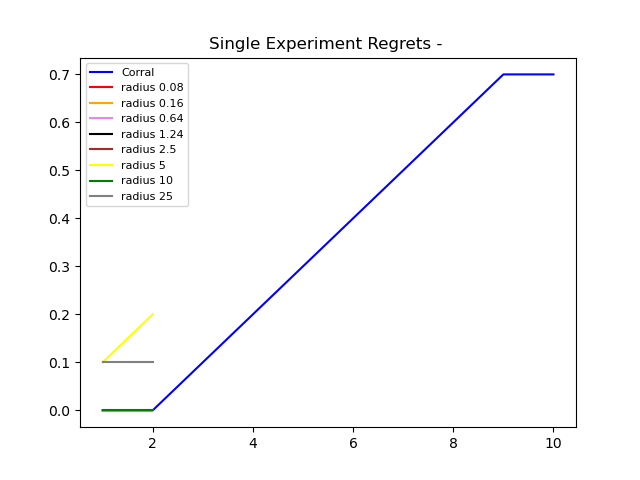 Single Experiment Regrets -
0.7
0.6
0.5
0.4
0.3
0.2
0.1
0.0
Corral
radius 0.08
radius 0.16
radius 0.64
radius 1.24
radius 2.5
radius 5
radius 10
radius 25
2 4 6 8 10